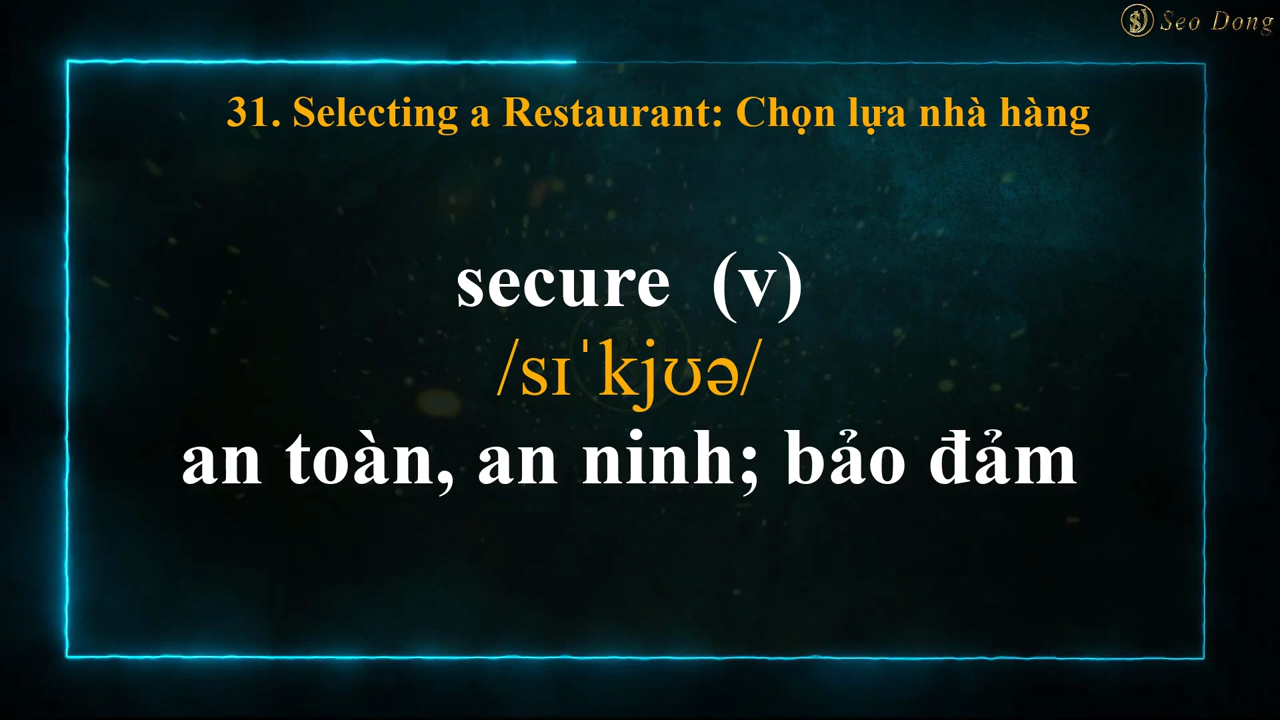 Seo Dong
31. Selecting a Restaurant: Chọn lựa nhà hàng
secure (v)
/sɪˈkjʊə/
an toàn, an ninh; bảo đảm